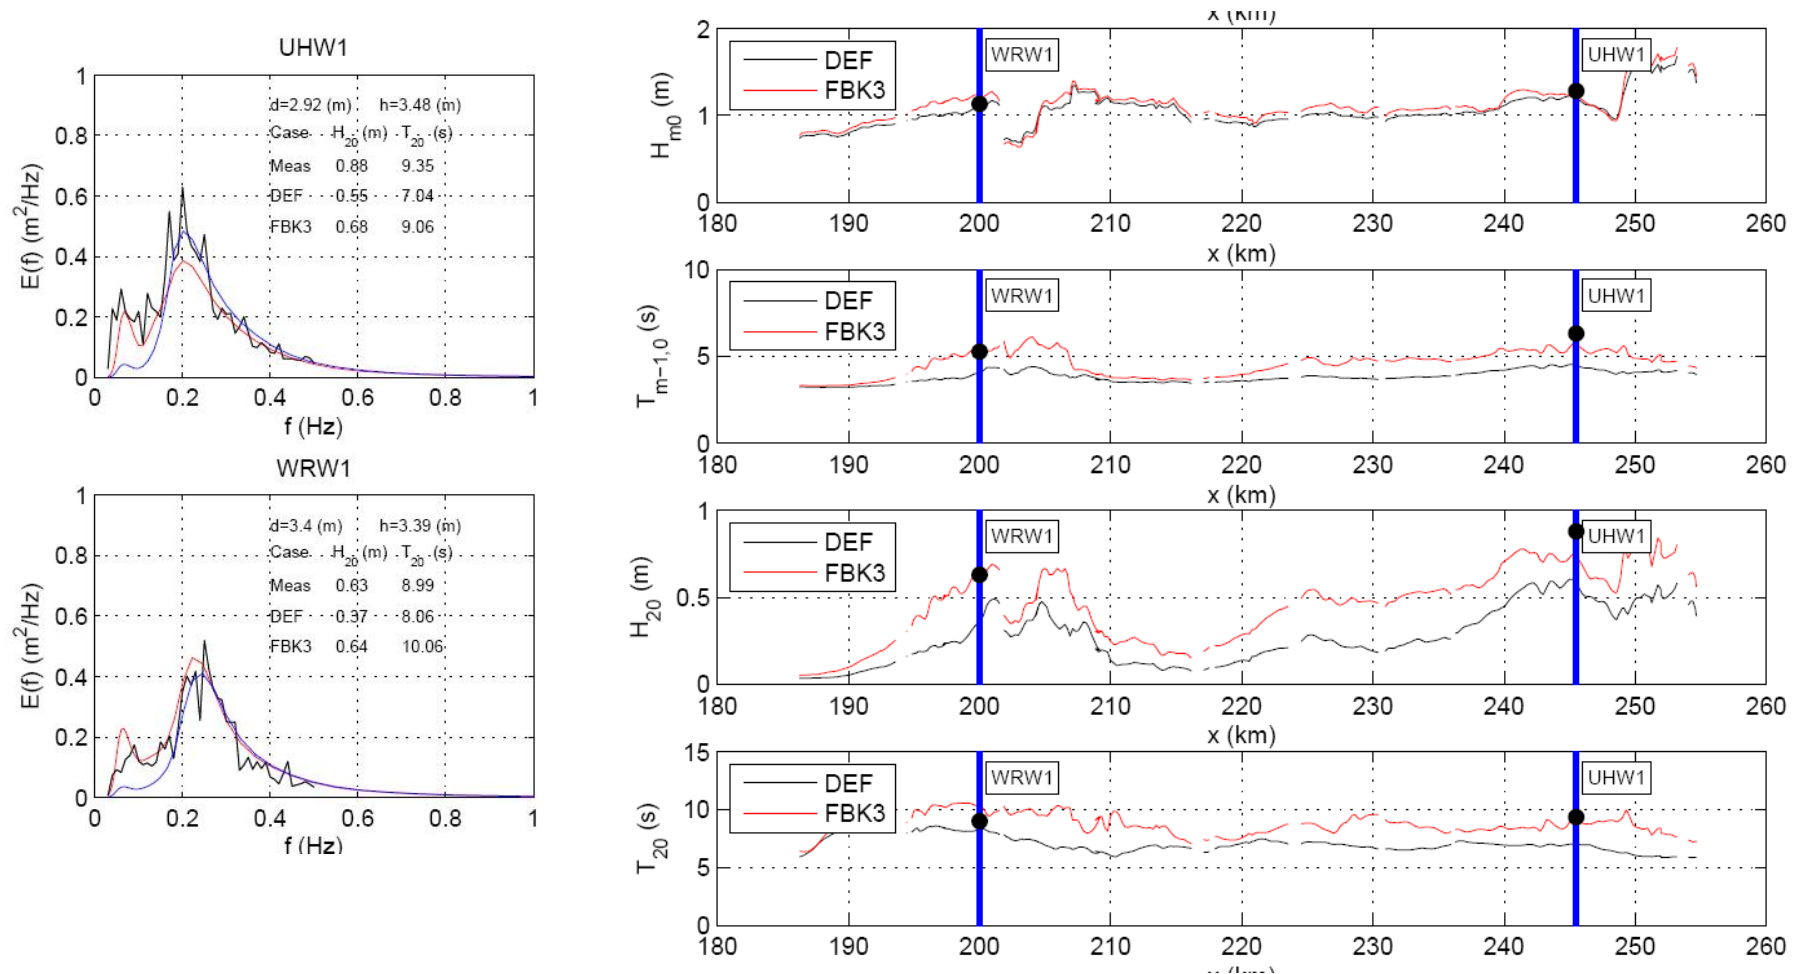 UHW1
E(f) (m²/Hz)
1
0.8
0.6
0.4
0.2
0
d=2.92 (m) h=3.48 (m)
Case H₂₀ (m) T₂₀ (s)
Meas 0.88 9.35
DEF 0.55 7.04
FBK3 0.68 9.06
0 0.2 0.4 0.6 0.8 1
f (Hz)
WRW1
E(f) (m²/Hz)
1
0.8
0.6
0.4
0.2
0
d=3.4 (m) h=3.39 (m)
Case H₂₀ (m) T₂₀ (s)
Meas 0.63 8.99
DEF 0.37 8.06
FBK3 0.64 10.06
0 0.2 0.4 0.6 0.8 1
f (Hz)
x (km)
Hm0 (m)
2
1
0
DEF
FBK3
WRW1
UHW1
180 190 200 210 220 230 240 250 260
x (km)
Tm−1,0 (s)
10
5
0
DEF
FBK3
WRW1
UHW1
180 190 200 210 220 230 240 250 260
x (km)
H₂₀ (m)
1
0.5
0
DEF
FBK3
WRW1
UHW1
180 190 200 210 220 230 240 250 260
x (km)
T₂₀ (s)
15
10
5
0
DEF
FBK3
WRW1
UHW1
180 190 200 210 220 230 240 250 260
x (km)